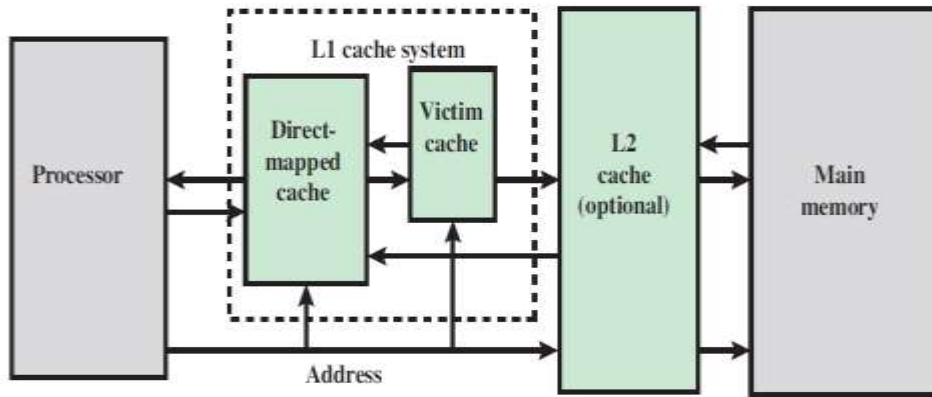 L1 cache system
Processor
Direct-
mapped
cache
Victim
cache
L2
cache
(optional)
Main
memory
Address